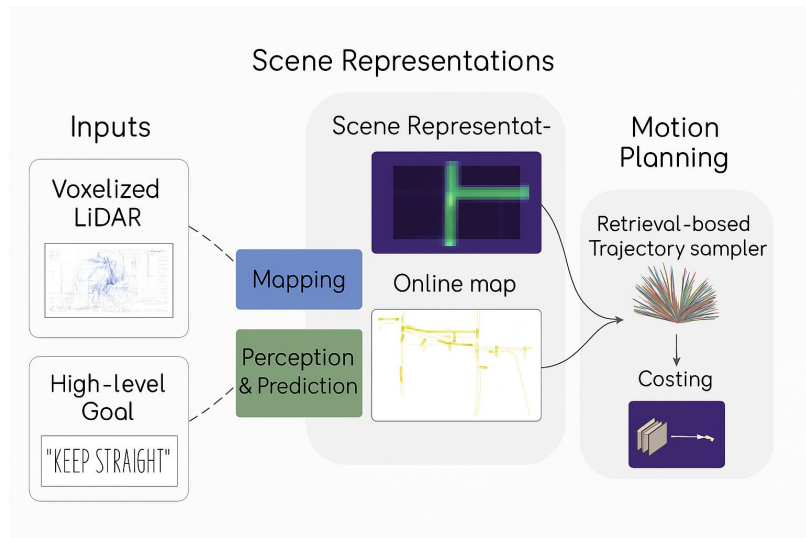 Scene Representations
Inputs
Voxelized
LiDAR
High-level
Goal
"KEEP STRAIGHT"
Mapping
Perception
& Prediction
Scene Representat-
Online map
Motion
Planning
Retrieval-bosed
Trajectory sampler
Costing